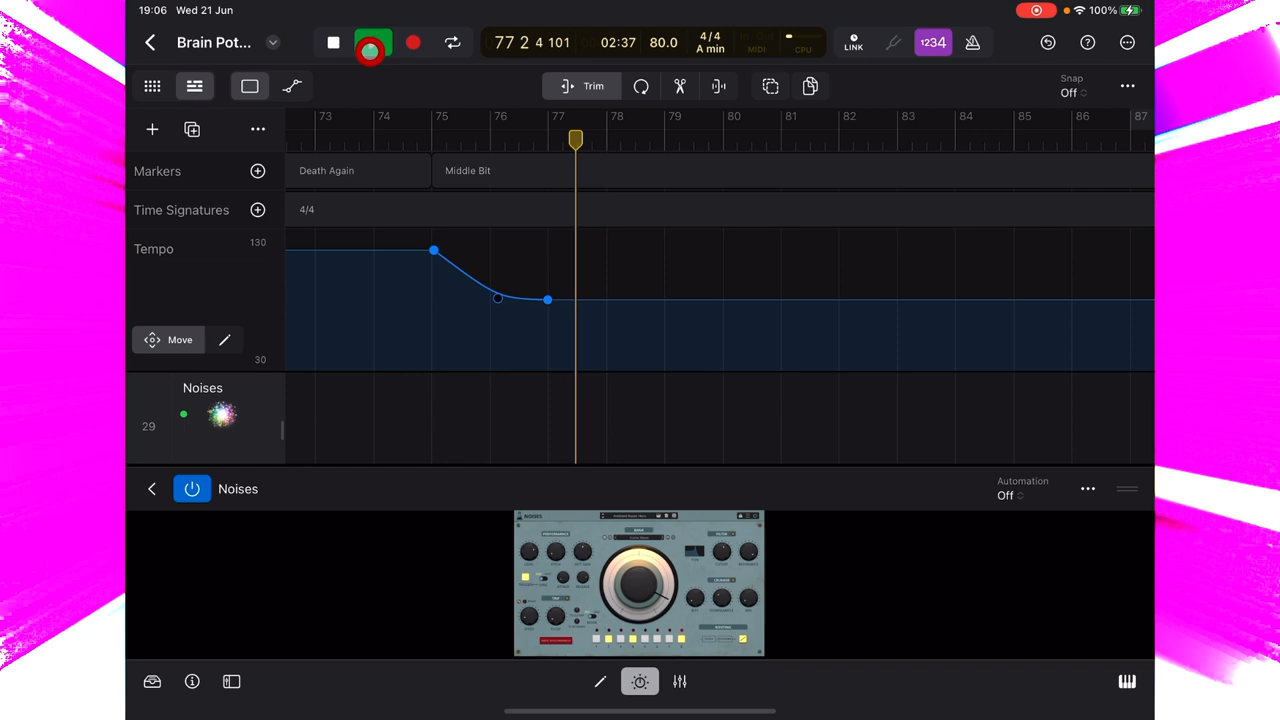 19:06 Wed 21 Jun
100%
Brain Pot...
77 2 4 101
02:37
80.0
4/4
A min
MIDI
CPU
LINK
1234
Trim
Snap
Off
73 74 75 76 77 78 79 80 81 82 83 84 85 86 87
Markers
Death Again
Middle Bit
Time Signatures
4/4
Tempo
130
Move
30
29
Noises
Noises
Automation
Off
NOISES